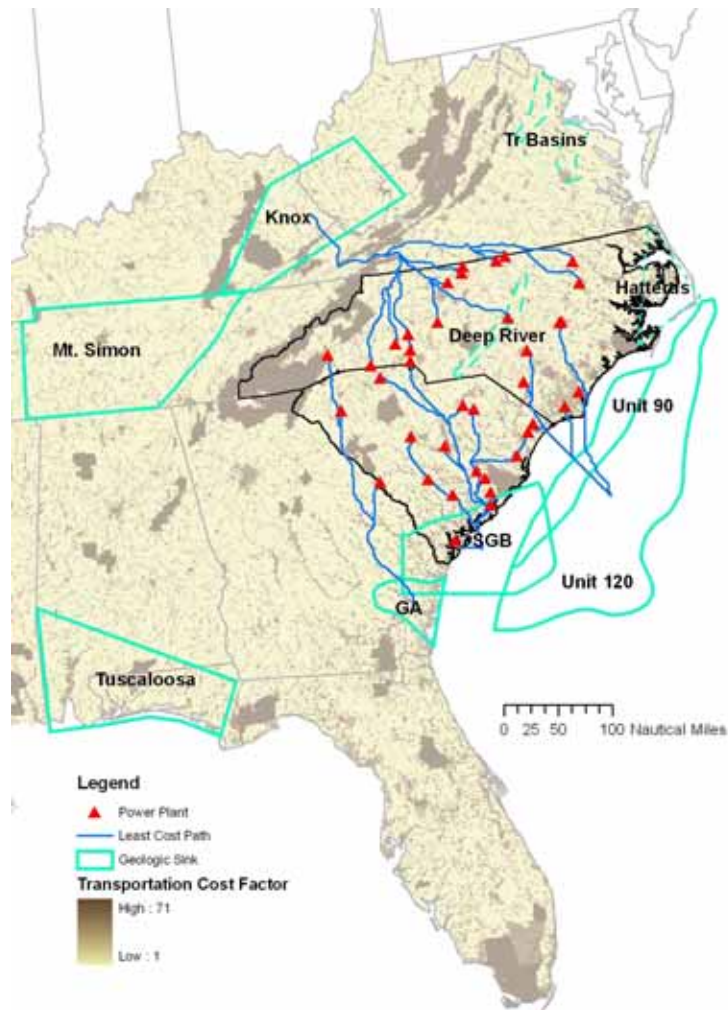 Tr Basins
Knox
Hatteras
Deep River
Mt. Simon
Unit 90
SGB
Unit 120
GA
Tuscaloosa
0 25 50 100 Nautical Miles
Legend
Power Plant
Least Cost Path
Geologic Sink
Transportation Cost Factor
High : 71
Low : 1